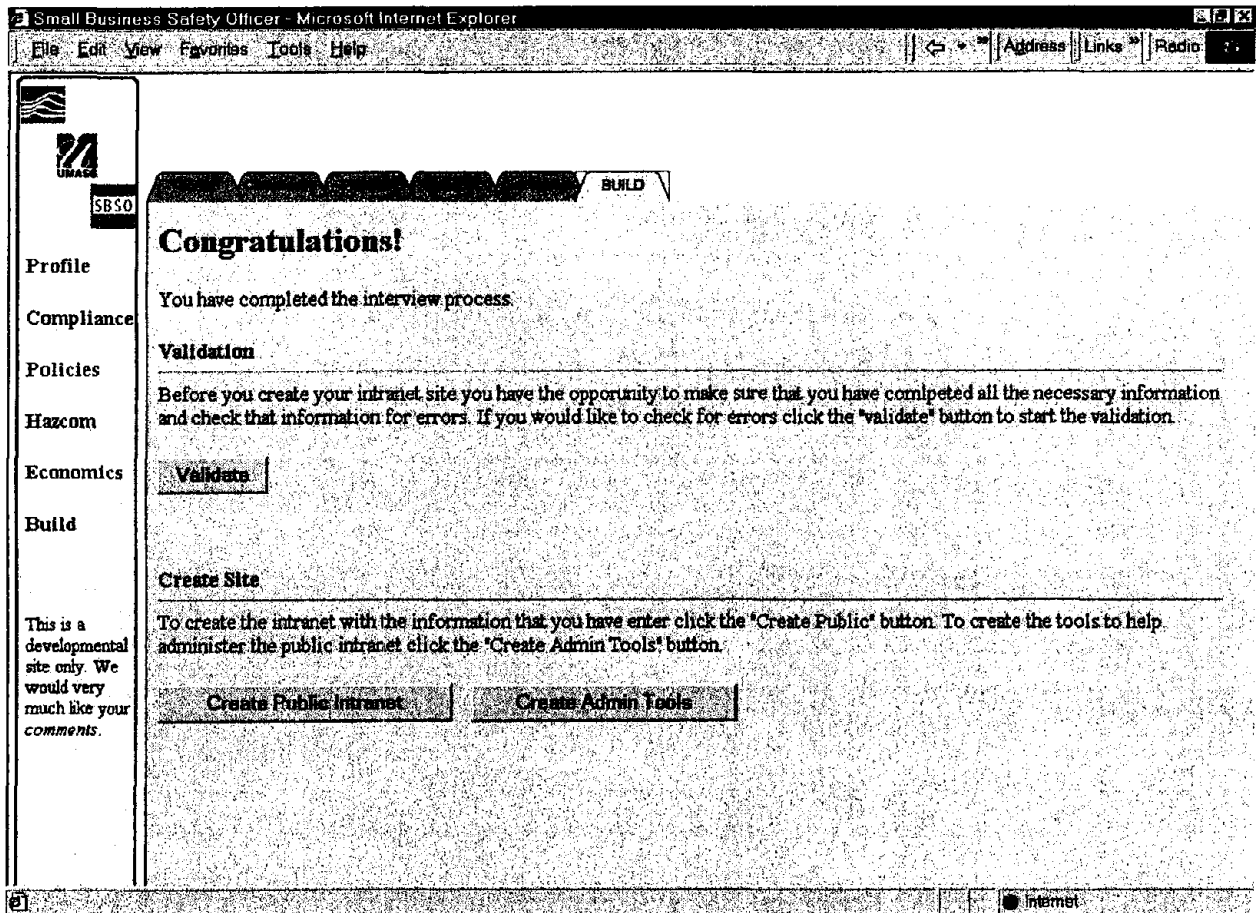 Small Business Safety Officer - Microsoft Internet Explorer
File Edit View Favorites Tools Help
Address Links Radio
UMASS
SBSO
BUILD
Profile
Compliance
Policies
Hazcom
Economics
Build
This is a
developmental
site only. We
would very
much like your
comments.
Congratulations!
You have completed the interview process.
Validation
Before you create your intranet site you have the opporunity to make sure that you have comlpeted all the necessary information
and check that information for errors. If you would like to check for errors click the "validate" button to start the validation.
Validate
Create Site
To create the intranet with the information that you have enter click the "Create Public" button. To create the tools to help
administer the public intranet click the "Create Admin Tools" button.
Create Public Intranet Create Admin Tools
Internet